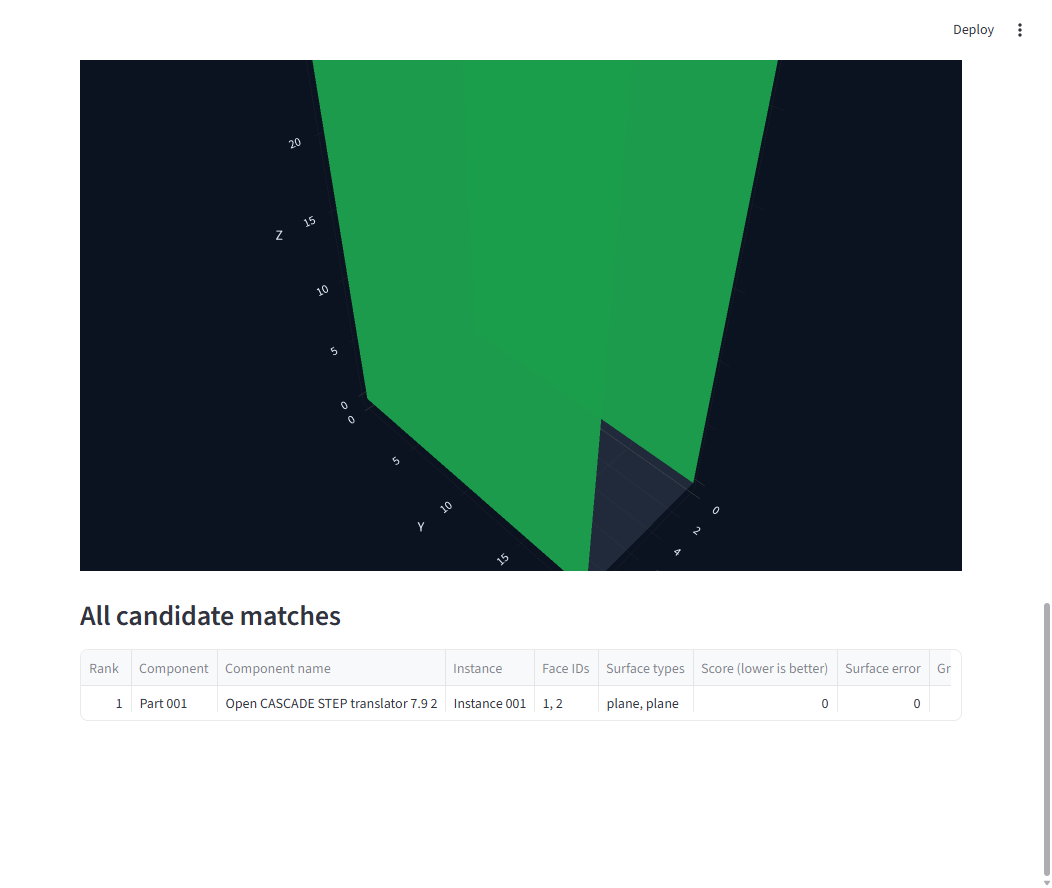 Deploy
20
15
Z
10
5
0
0
5
10
Y
15
0
2
4
All candidate matches
Rank Component Component name Instance Face IDs Surface types Score (lower is better) Surface error Gr
1 Part 001 Open CASCADE STEP translator 7.9 2 Instance 001 1, 2 plane, plane 0 0